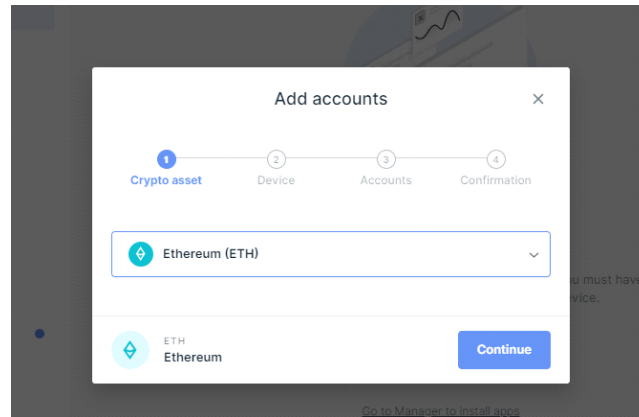 Add accounts
1
2
3
4
Crypto asset
Device
Accounts
Confirmation
Ethereum (ETH)
u must have
vice.
ETH
Ethereum
Continue
Go to Manager to install apps